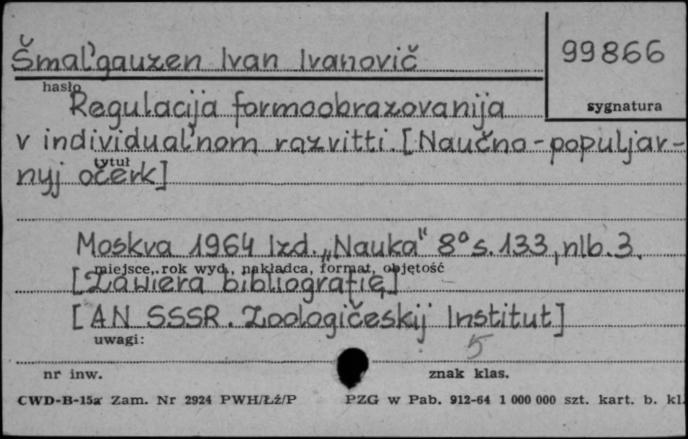 Šmal'gauzen Ivan Ivanovič
99866
hasło
sygnatura
Regulacija formoobrazovanija
v individual'nom razvitti. [Naučno-populjar-
tytuł
nyj očerk]
Moskva 1964 Izd. „Nauka" 8° s. 133, nlb. 3.
miejsce, rok wyd., nakładca, format, objętość
[Zawiera bibliografię]
[AN SSSR. Zoologičeskij Institut]
uwagi:
5
nr inw.
znak klas.
CWD-B-15a Zam. Nr 2924 PWH/Łż/P PZG w Pab. 912-64 1 000 000 szt. kart. b. kl.